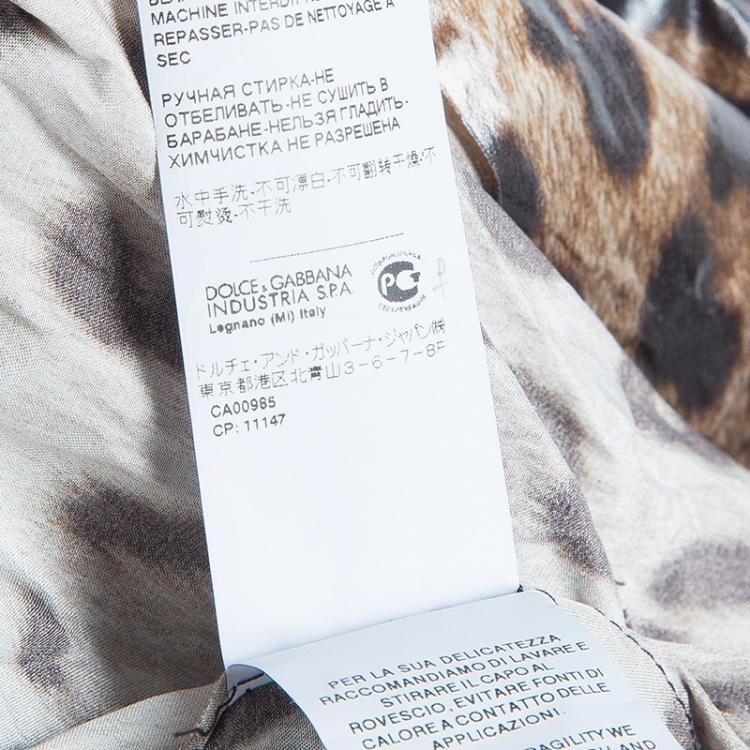 MACHINE
REPASSER-PAS DE NETTOYAGE A
SEC
РУЧНАЯ СТИРКА-НЕ
ОТБЕЛИВАТЬ-НЕ СУШИТЬ В
БАРАБАНЕ-НЕЛЬЗЯ ГЛАДИТЬ-
ХИМЧИСТКА НЕ РАЗРЕШЕНА
水中手洗-不可漂白-不可翻转干燥-不
可熨烫-不干洗
DOLCE & GABBANA
INDUSTRIA S.P.A.
Legnano (Mi) Italy
ドルチェ・アンド・ガッバーナ・ジャパン㈱
東京都港区北青山3-6-7-8F
CA00985
CP: 11147
PER LA SUA DELICATEZZA
RACCOMANDIAMO DI LAVARE E
STIRARE IL CAPO AL
ROVESCIO, EVITARE FONTI DI
CALORE A CONTATTO DELLE
APPLICAZIONI.
FRAGILITY WE
AND